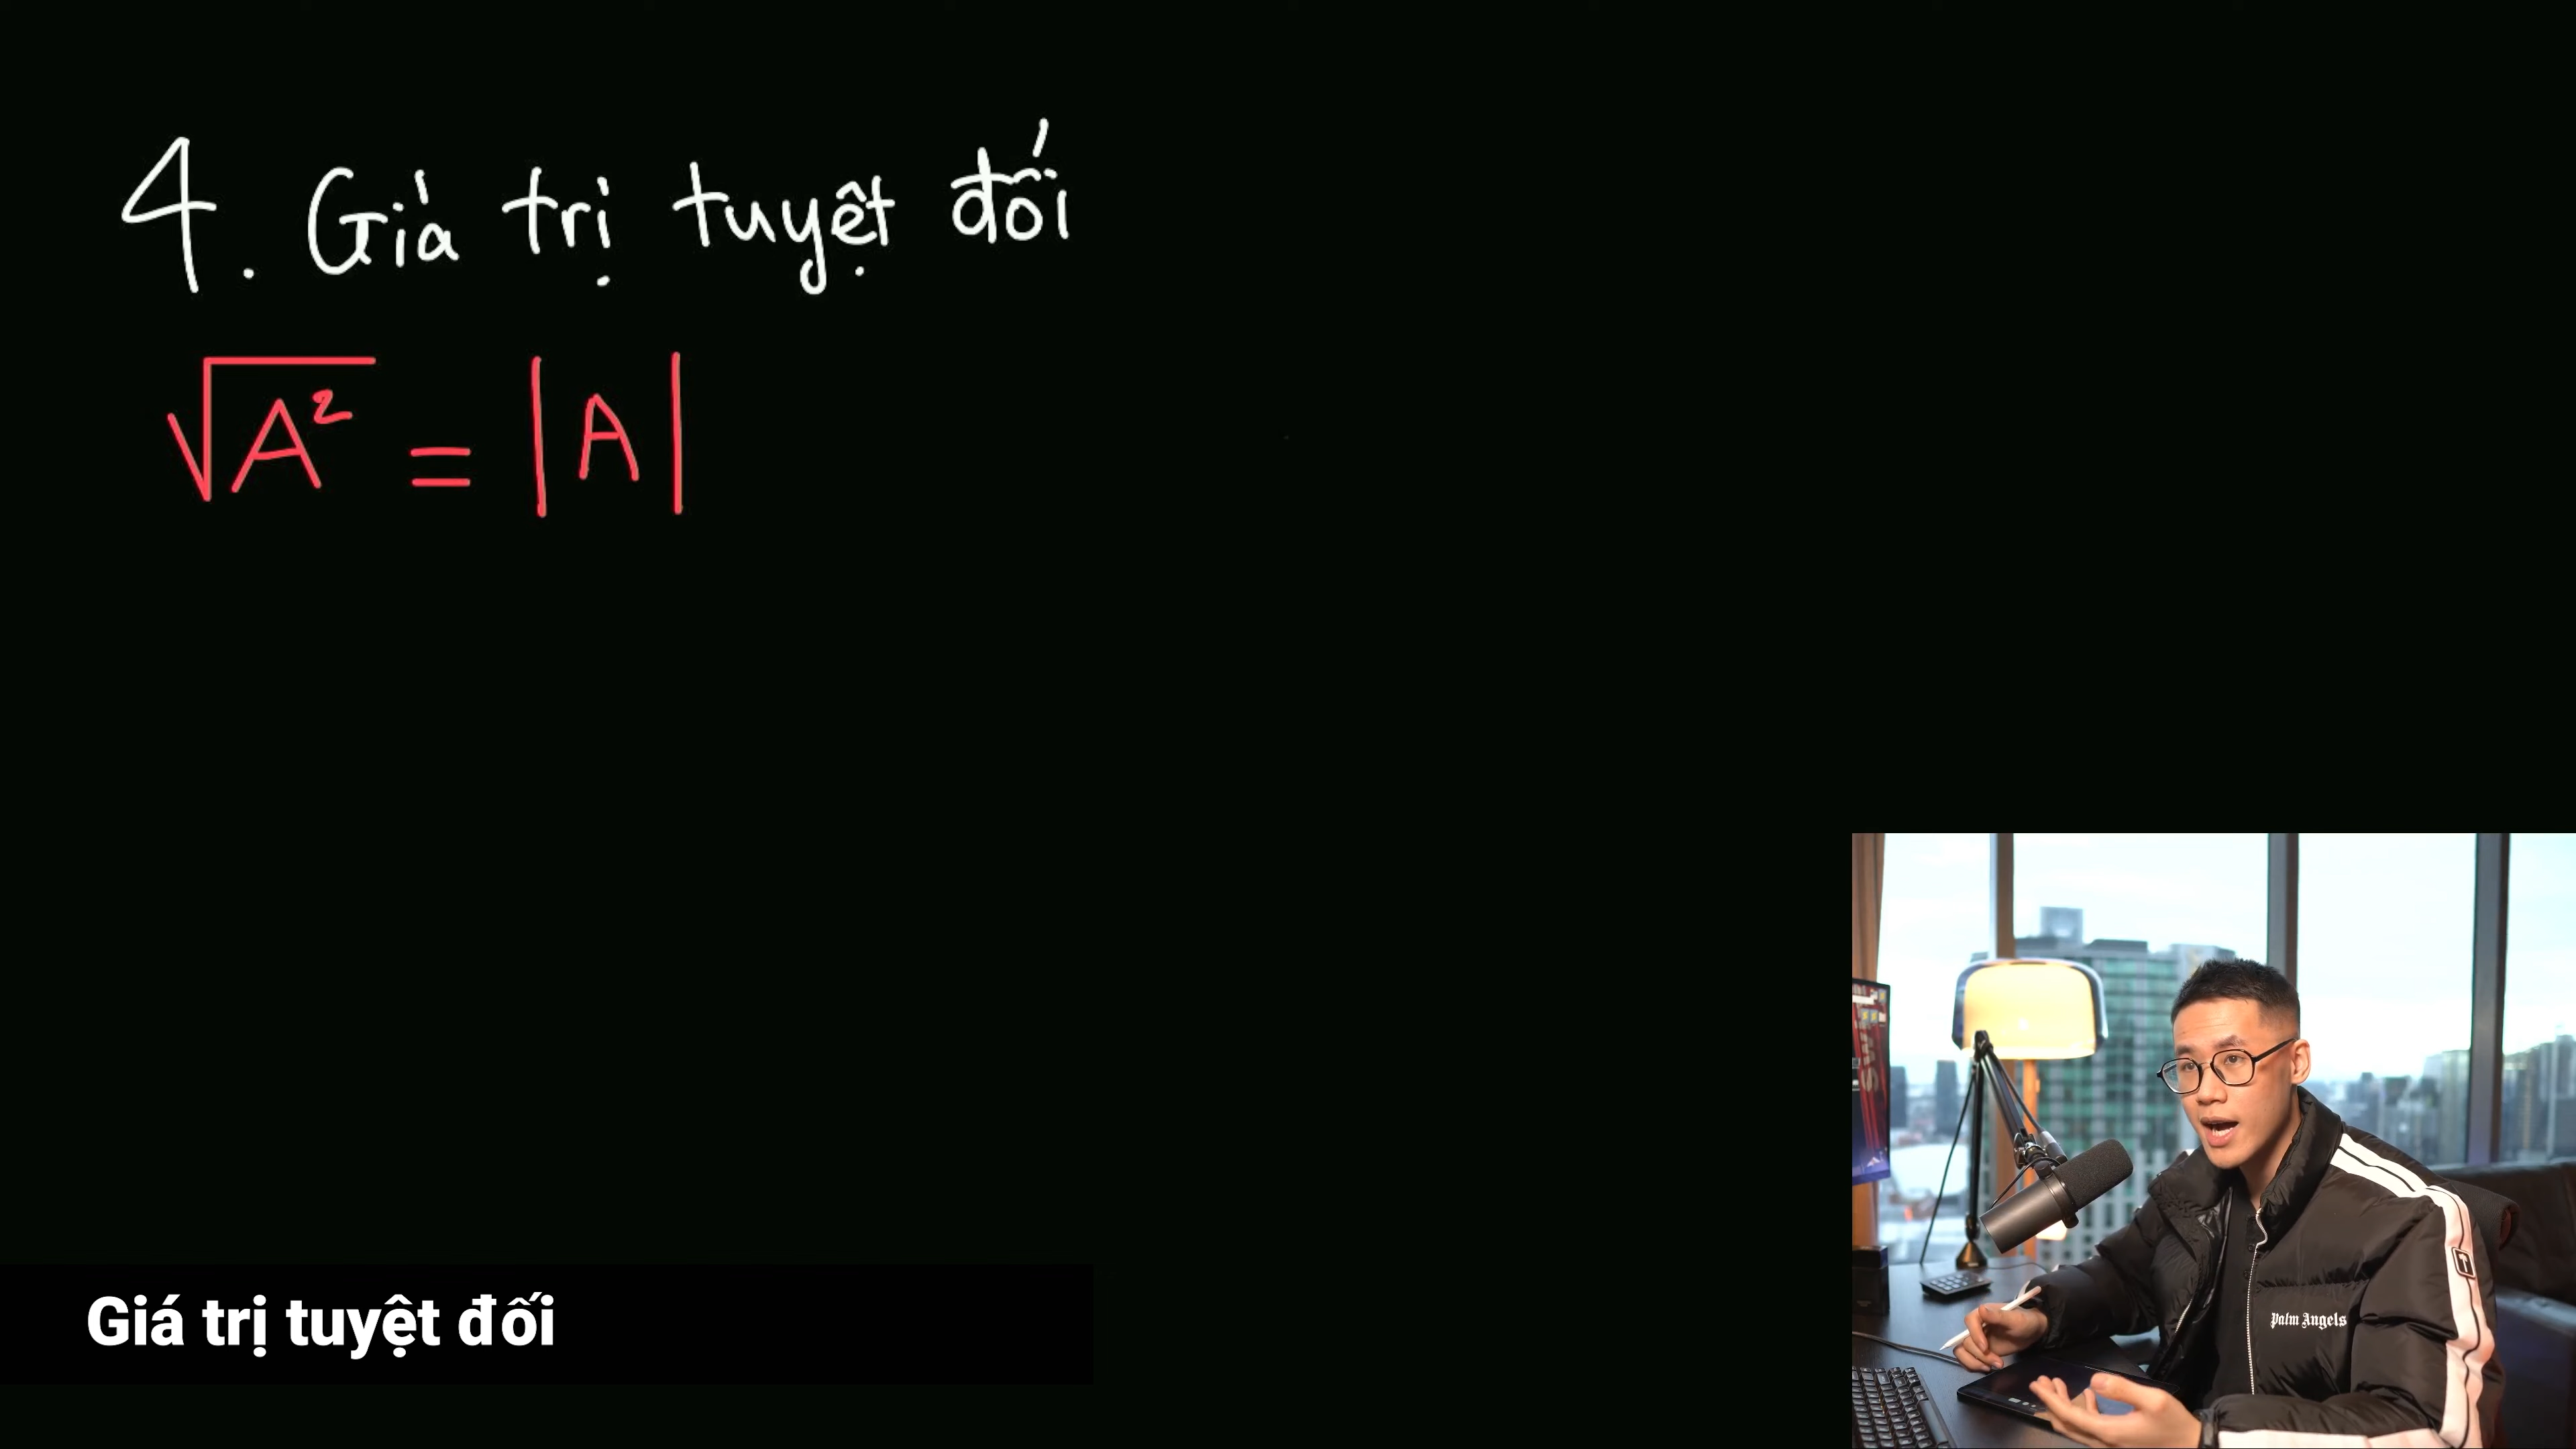 4. Giá trị tuyệt đối
√A² = |A|
Giá trị tuyệt đối
Palm Angels